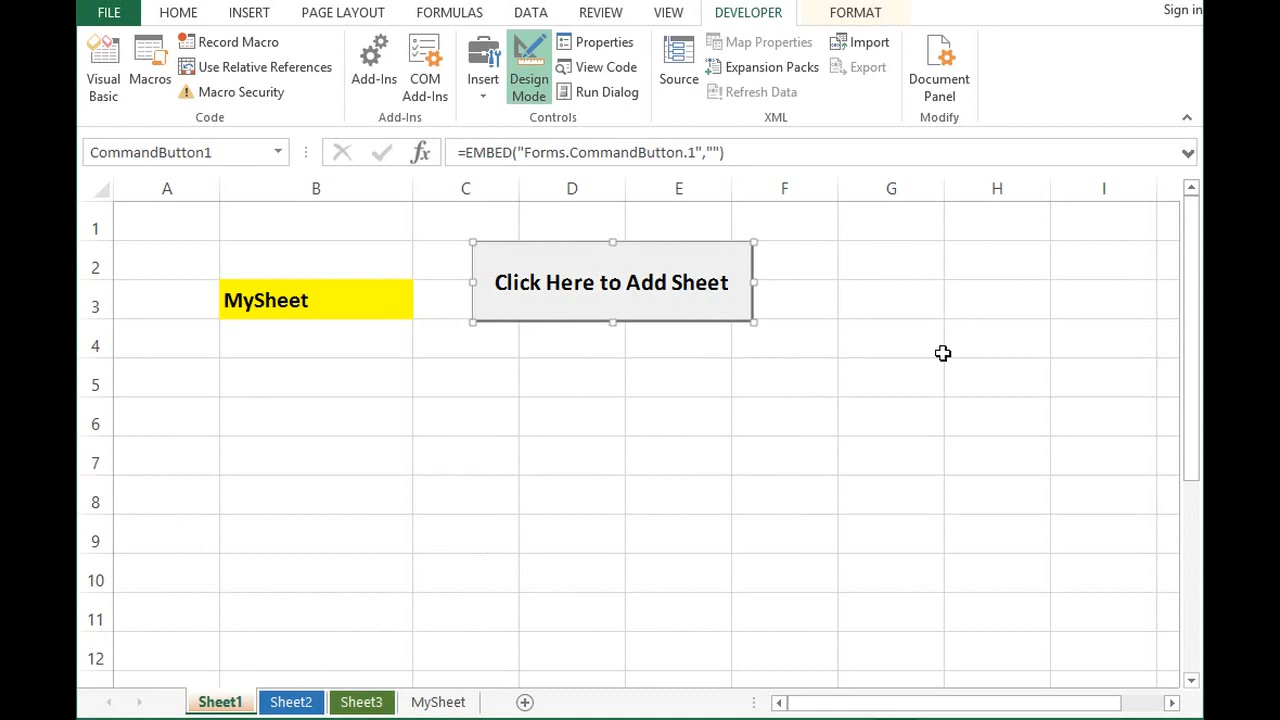 FILE HOME INSERT PAGE LAYOUT FORMULAS DATA REVIEW VIEW DEVELOPER FORMAT Sign in
Visual Basic
Macros
Record Macro
Use Relative References
Macro Security
Code
Add-Ins
COM Add-Ins
Add-Ins
Insert
Design Mode
Properties
View Code
Run Dialog
Controls
Source
Map Properties
Expansion Packs
Refresh Data
Import
Export
XML
Document Panel
Modify
CommandButton1 fx =EMBED("Forms.CommandButton.1","")
A B C D E F G H I
1
2
Click Here to Add Sheet
3 MySheet
4
5
6
7
8
9
10
11
12
Sheet1 Sheet2 Sheet3 MySheet